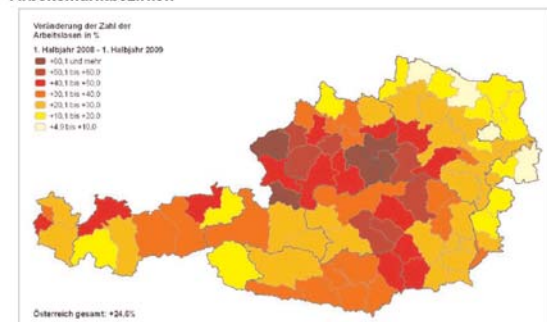 Veränderung der Zahl der
Arbeitslosen in %
1. Halbjahr 2008 - 1. Halbjahr 2009
+60,1 und mehr
+50,1 bis +60,0
+40,1 bis +50,0
+30,1 bis +40,0
+20,1 bis +30,0
+10,1 bis +20,0
+4,0 bis +10,0
Österreich gesamt: +24,6%